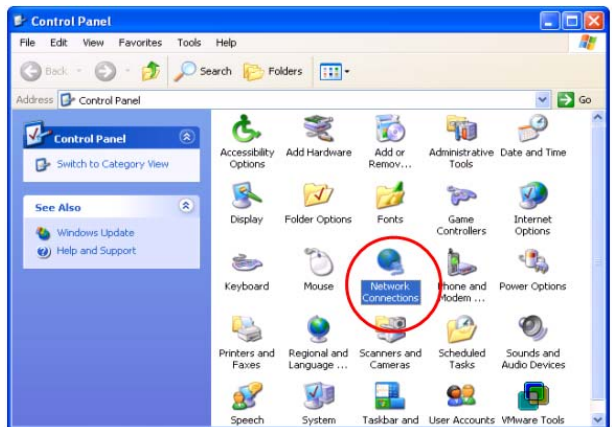 Control Panel
File Edit View Favorites Tools Help
Back Search Folders
Address Control Panel Go
Control Panel
Switch to Category View
See Also
Windows Update
Help and Support
Accessibility Options
Add Hardware
Add or Remov...
Administrative Tools
Date and Time
Display
Folder Options
Fonts
Game Controllers
Internet Options
Keyboard
Mouse
Network Connections
Phone and Modem ...
Power Options
Printers and Faxes
Regional and Language ...
Scanners and Cameras
Scheduled Tasks
Sounds and Audio Devices
Speech
System
Taskbar and
User Accounts
VMware Tools